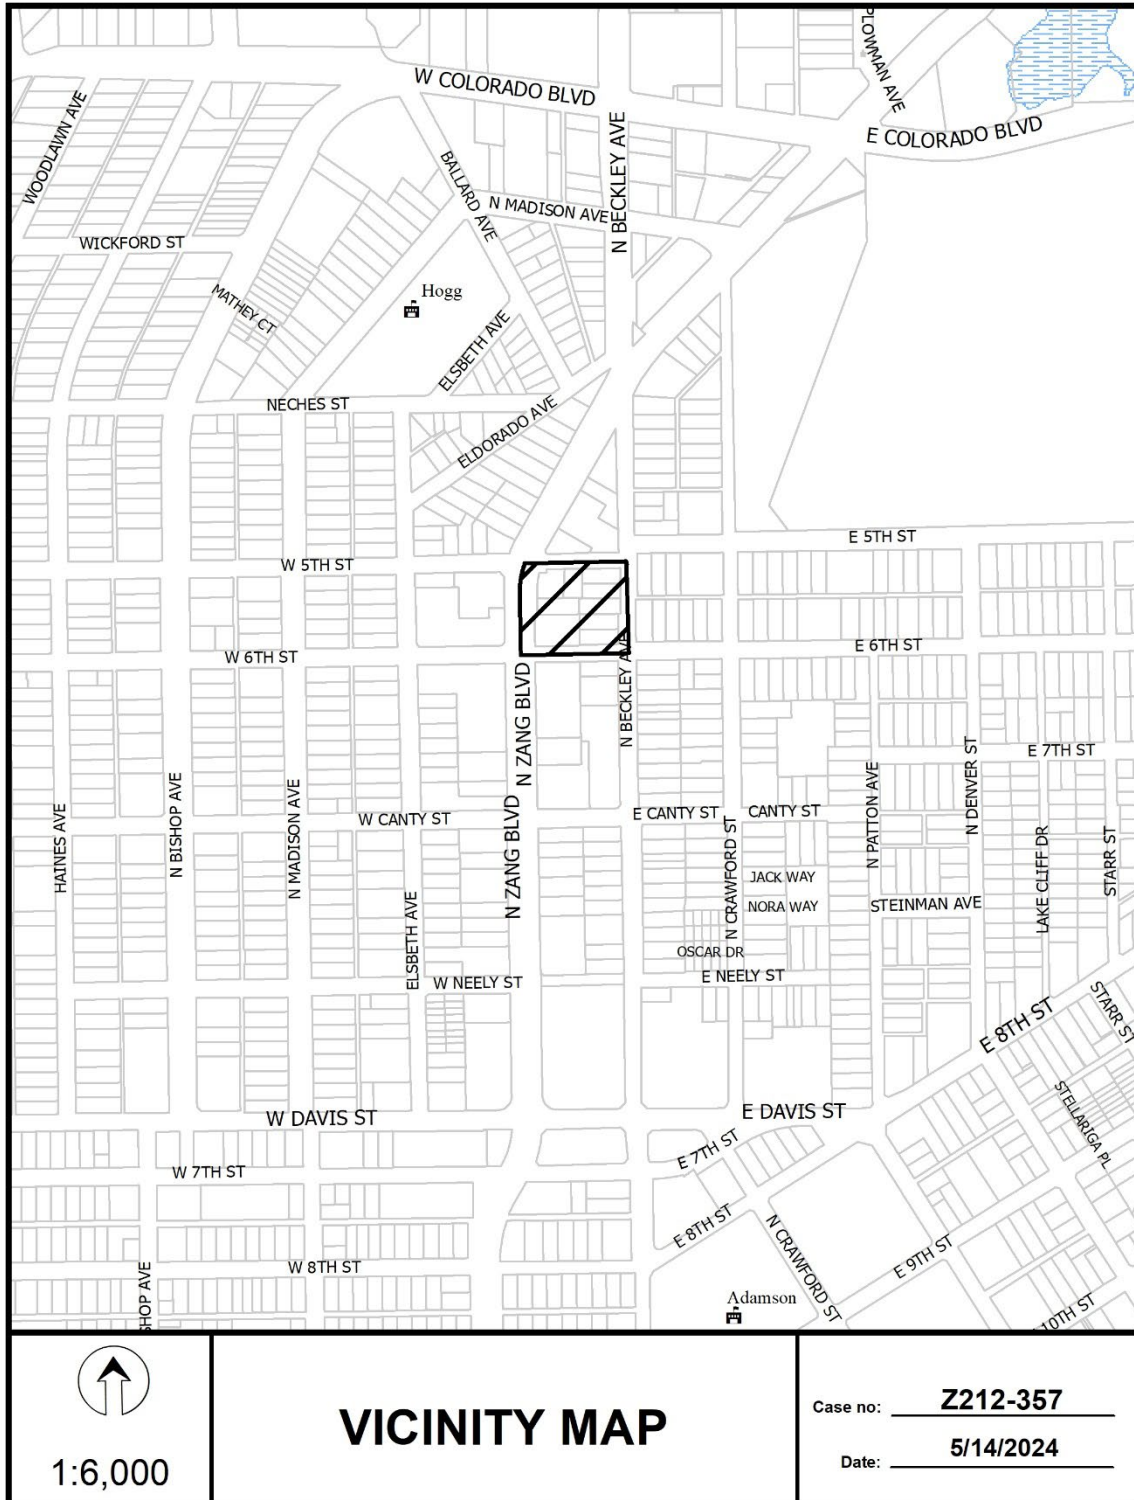 PLOWMAN AVE
W COLORADO BLVD
E COLORADO BLVD
WOODLAWN AVE
N BECKLEY AVE
BALLARD AVE
N MADISON AVE
WICKFORD ST
MATHEY CT
Hogg
ELSBETH AVE
NECHES ST
ELDORADO AVE
E 5TH ST
W 5TH ST
E 6TH ST
W 6TH ST
N BECKLEY AVE
N ZANG BLVD
E 7TH ST
N DENVER ST
N PATTON AVE
HAINES AVE
N BISHOP AVE
N MADISON AVE
W CANTY ST
N ZANG BLVD
E CANTY ST
CANTY ST
N CRAWFORD ST
LAKE CLIFF DR
STARR ST
JACK WAY
NORA WAY
STEINMAN AVE
ELSBETH AVE
OSCAR DR
W NEELY ST
E NEELY ST
E 8TH ST
STARR ST
STELLARIGA PL
W DAVIS ST
E DAVIS ST
E 7TH ST
W 7TH ST
E 8TH ST
N CRAWFORD ST
E 9TH ST
W 8TH ST
SHOP AVE
Adamson
10TH ST
1:6,000
VICINITY MAP
Case no: Z212-357
Date: 5/14/2024